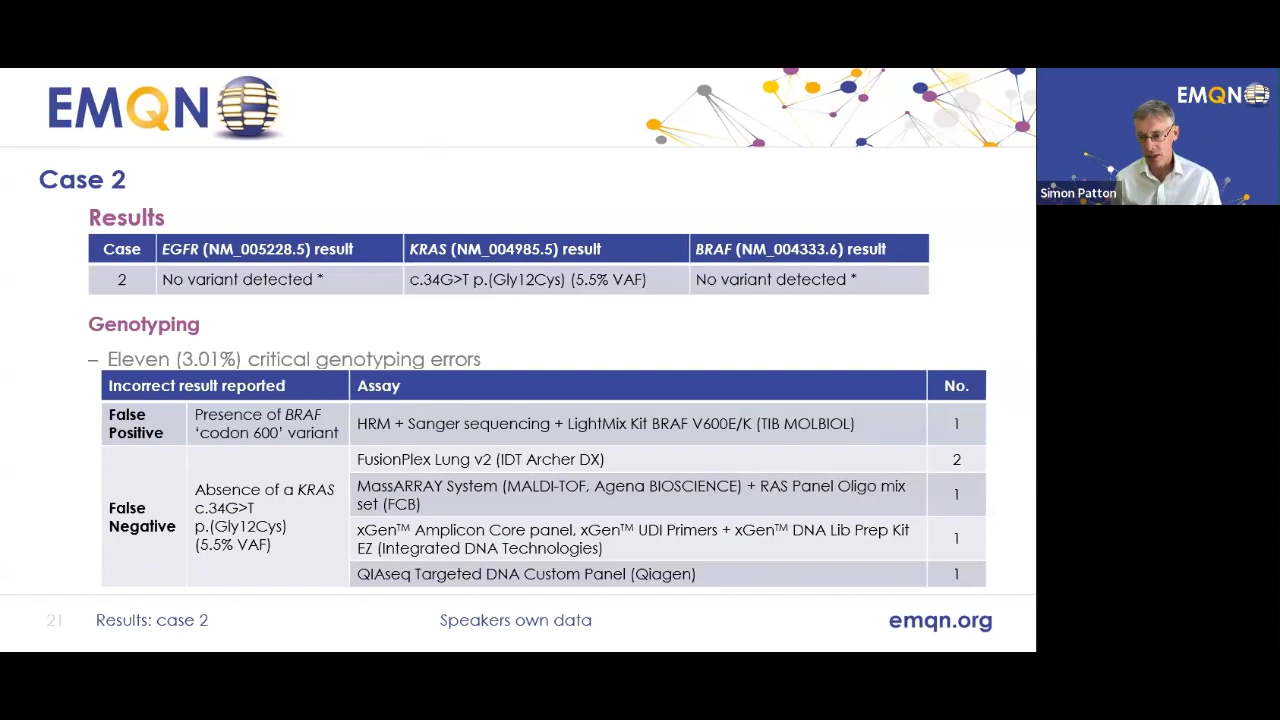 EMQN
EMQN
Simon Patton
Case 2
Results
Case EGFR (NM_005228.5) result KRAS (NM_004985.5) result BRAF (NM_004333.6) result
2 No variant detected * c.34G>T p.(Gly12Cys) (5.5% VAF) No variant detected *
Genotyping
– Eleven (3.01%) critical genotyping errors
Incorrect result reported Assay No.
False
Positive
Presence of BRAF
‘codon 600’ variant
HRM + Sanger sequencing + LightMix Kit BRAF V600E/K (TIB MOLBIOL) 1
False
Negative
Absence of a KRAS
c.34G>T
p.(Gly12Cys)
(5.5% VAF)
FusionPlex Lung v2 (IDT Archer DX) 2
MassARRAY System (MALDI-TOF, Agena BIOSCIENCE) + RAS Panel Oligo mix
set (FCB) 1
xGen™ Amplicon Core panel, xGen™ UDI Primers + xGen™ DNA Lib Prep Kit
EZ (Integrated DNA Technologies) 1
QIAseq Targeted DNA Custom Panel (Qiagen) 1
21 Results: case 2 Speakers own data emqn.org